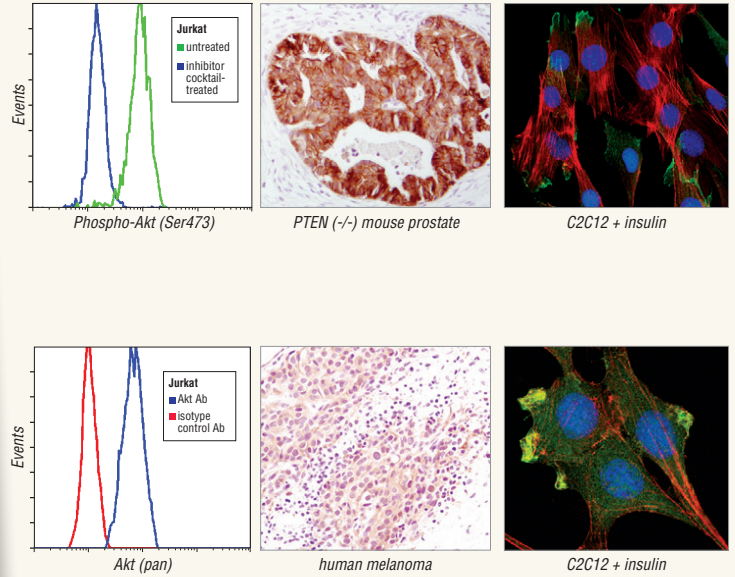 Events
Jurkat
untreated
inhibitor
cocktail-
treated
Phospho-Akt (Ser473)
PTEN (-/-) mouse prostate
C2C12 + insulin
Events
Jurkat
Akt Ab
isotype
control Ab
Akt (pan)
human melanoma
C2C12 + insulin